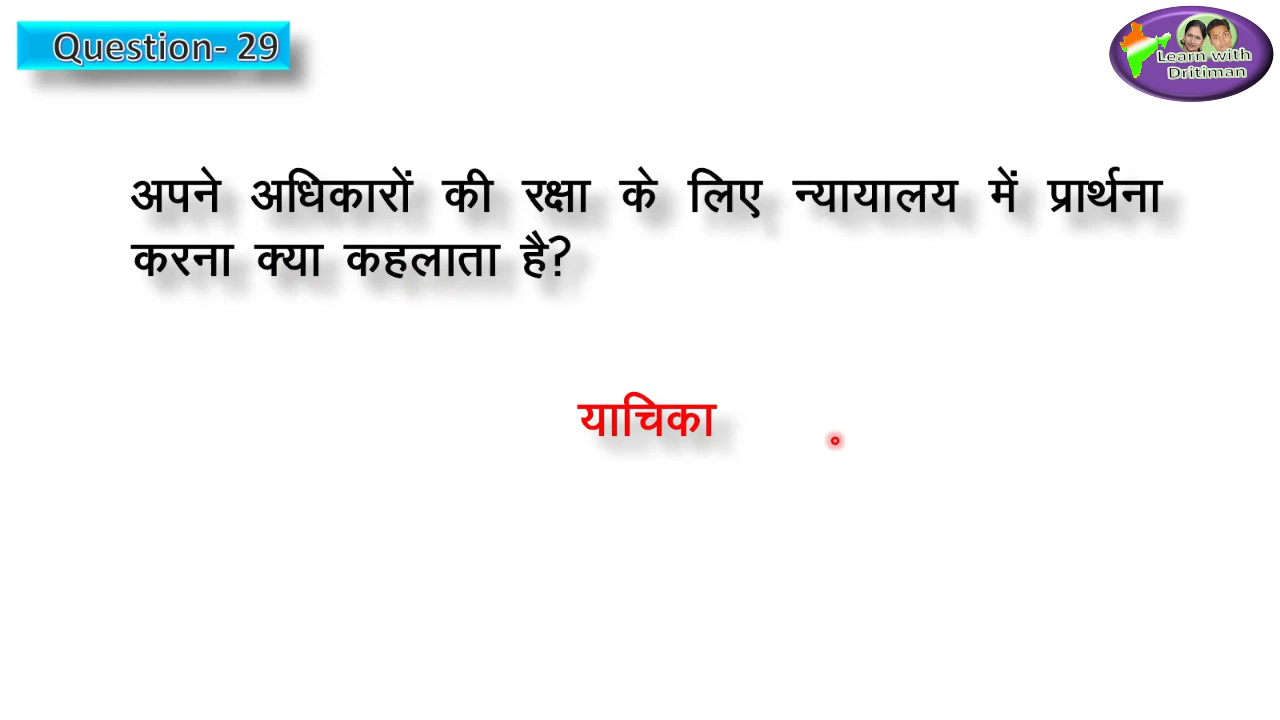 Question- 29
Learn with
Dritiman
अपने अधिकारों की रक्षा के लिए न्यायालय में प्रार्थना
करना क्या कहलाता है?
याचिका